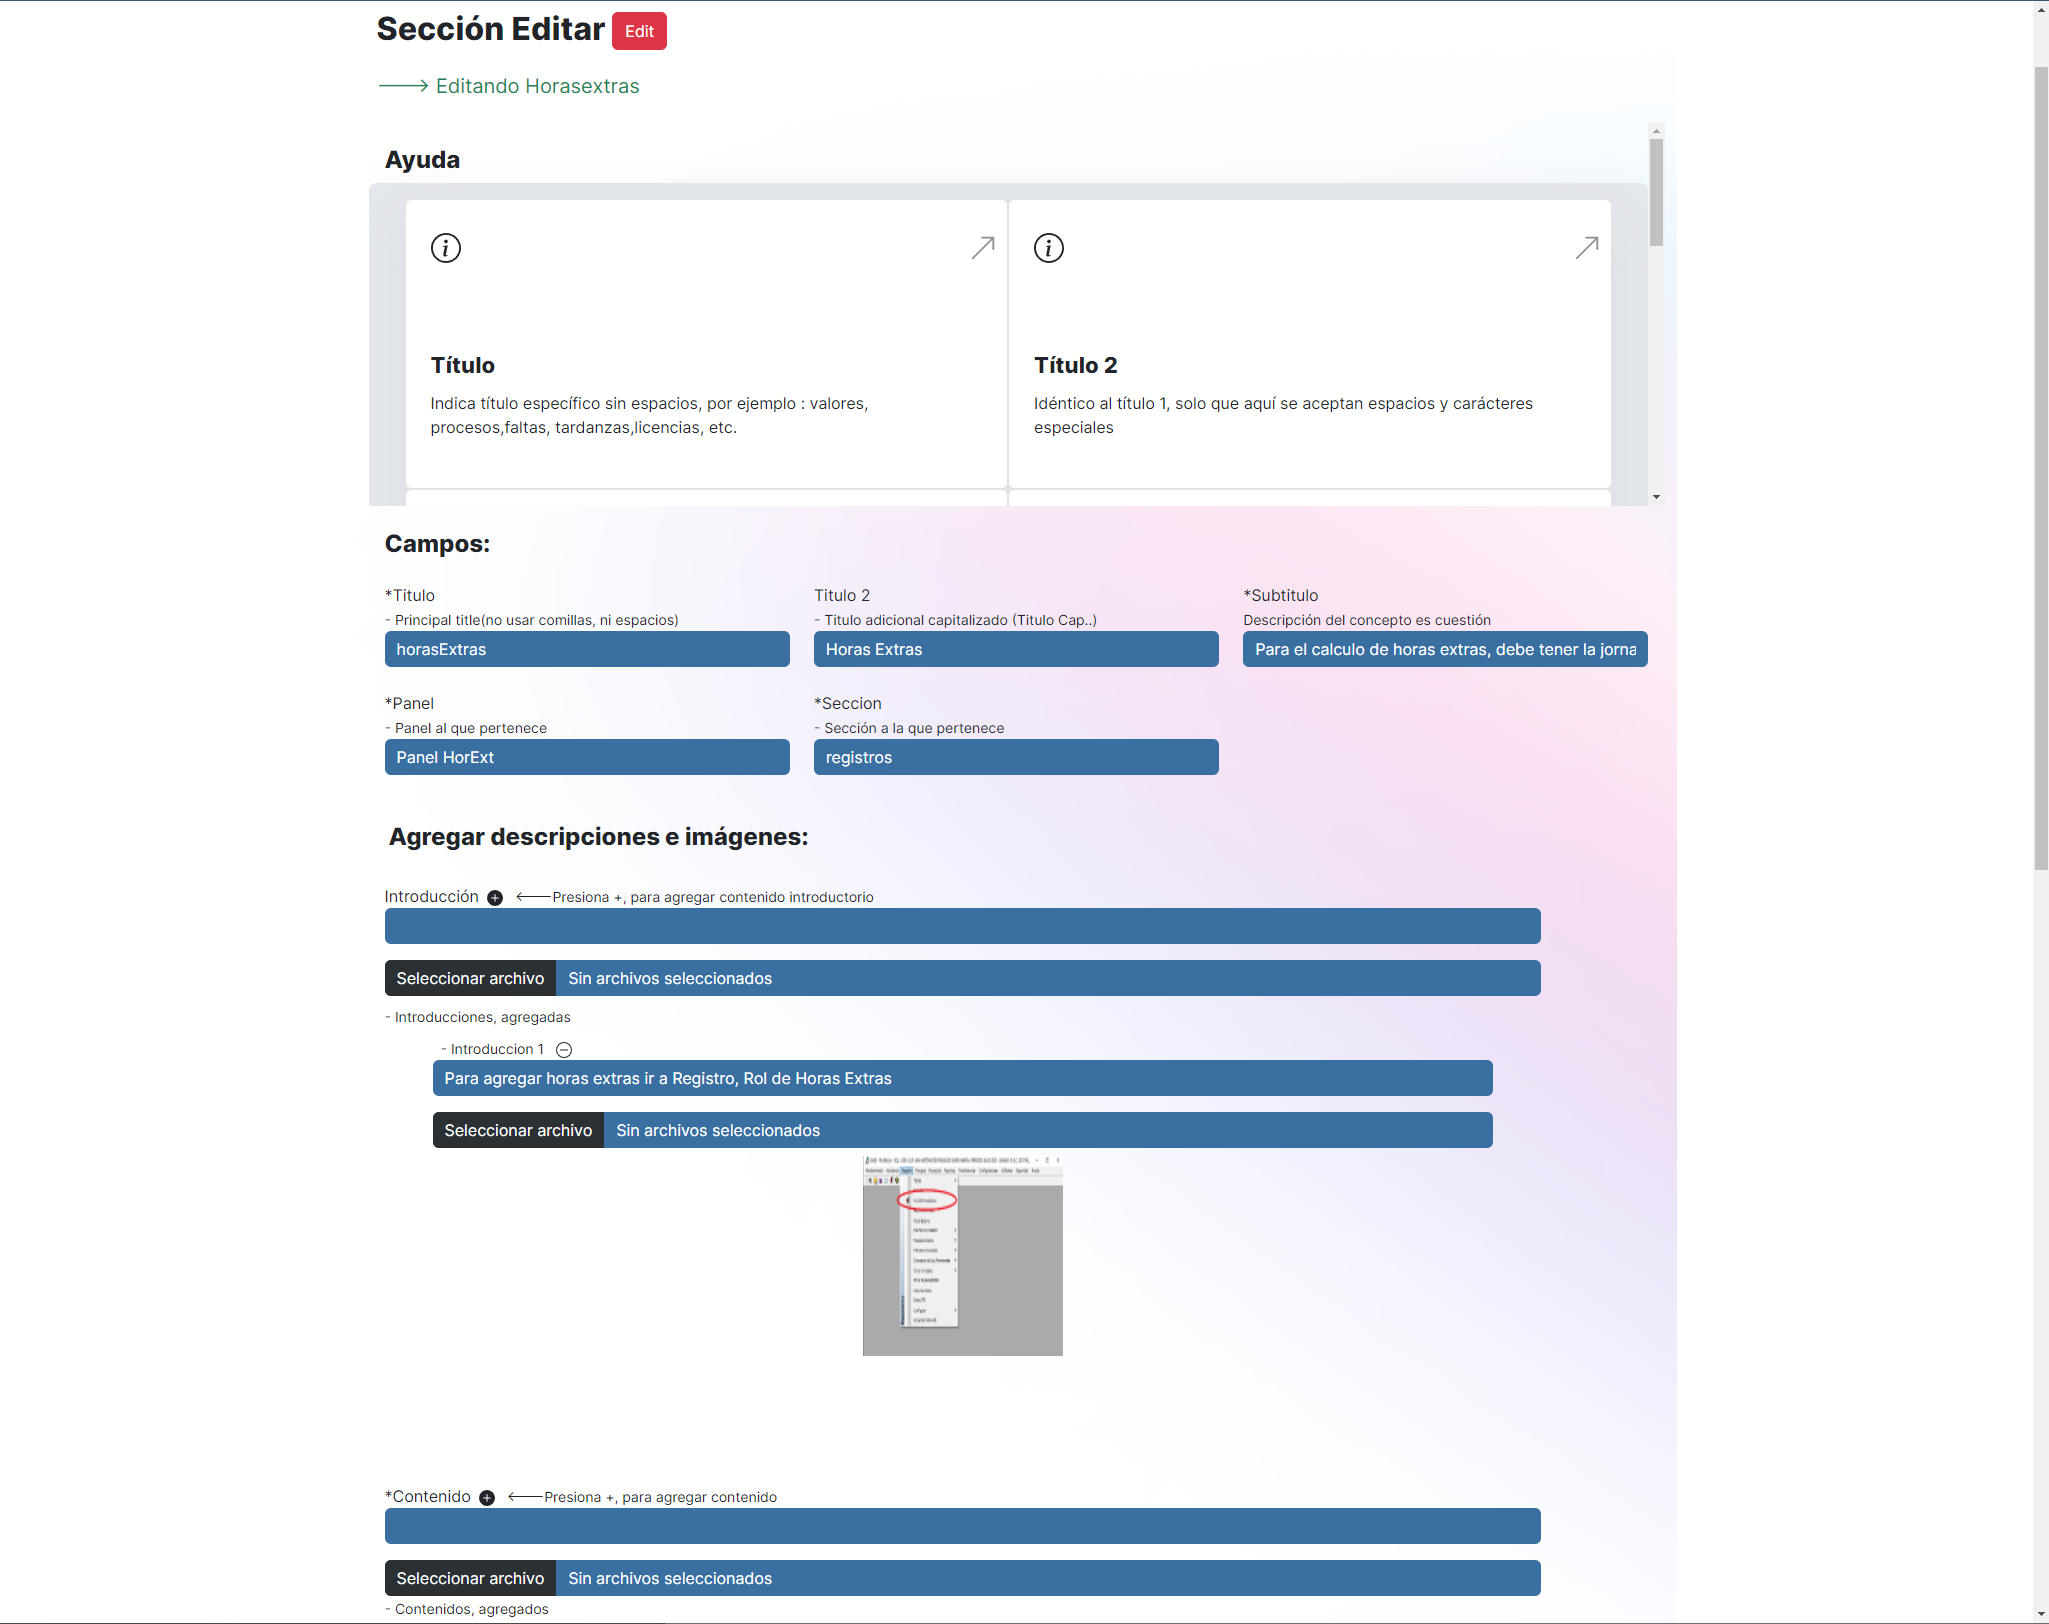 Sección Editar Edit
Editando Horasextras
Ayuda
Título
Indica título específico sin espacios, por ejemplo : valores,
procesos,faltas, tardanzas,licencias, etc.
Título 2
Idéntico al título 1, solo que aquí se aceptan espacios y carácteres
especiales
Campos:
*Titulo
- Principal title(no usar comillas, ni espacios)
horasExtras
Titulo 2
- Titulo adicional capitalizado (Titulo Cap..)
Horas Extras
*Subtitulo
Descripción del concepto es cuestión
Para el calculo de horas extras, debe tener la jorna
*Panel
- Panel al que pertenece
Panel HorExt
*Seccion
- Sección a la que pertenece
registros
Agregar descripciones e imágenes:
Introducción Presiona +, para agregar contenido introductorio
Seleccionar archivo Sin archivos seleccionados
- Introducciones, agregadas
- Introduccion 1
Para agregar horas extras ir a Registro, Rol de Horas Extras
Seleccionar archivo Sin archivos seleccionados
*Contenido Presiona +, para agregar contenido
Seleccionar archivo Sin archivos seleccionados
- Contenidos, agregados